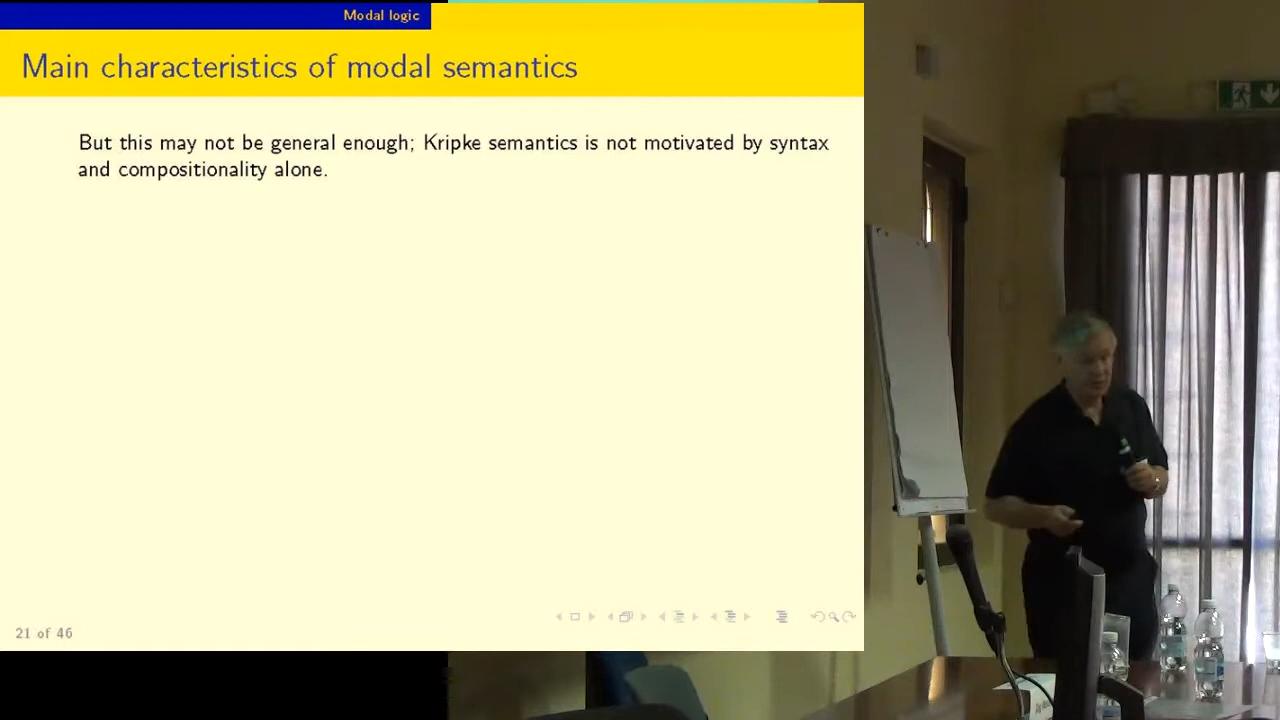 Modal logic
Main characteristics of modal semantics
But this may not be general enough; Kripke semantics is not motivated by syntax
and compositionality alone.
21 of 46